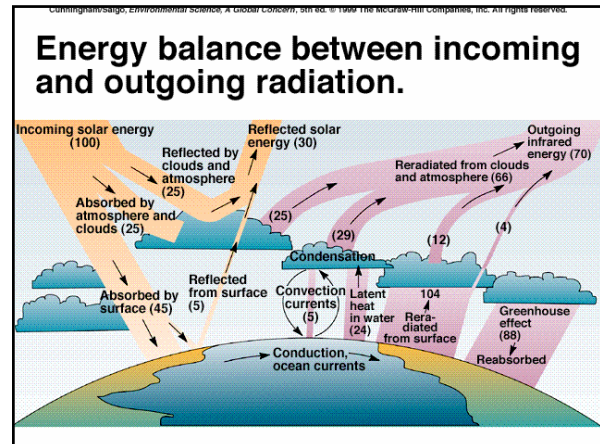 Cunningham/Saigo, Environmental Science, A Global Concern, 5th ed. © 1999 The McGraw-Hill Companies, Inc. All rights reserved.
Energy balance between incoming
and outgoing radiation.
Incoming solar energy
(100)
Reflected solar
energy (30)
Outgoing
infrared
energy (70)
Reflected by
clouds and
atmosphere
(25)
Reradiated from clouds
and atmosphere (66)
Absorbed by
atmosphere and
clouds (25)
(25)
(29)
(12)
(4)
Condensation
Absorbed by
surface (45)
Reflected
from surface
(5)
Convection
currents
(5)
Latent
heat
in water
(24)
104
Rera-
diated
from surface
Greenhouse
effect
(88)
Reabsorbed
Conduction,
ocean currents